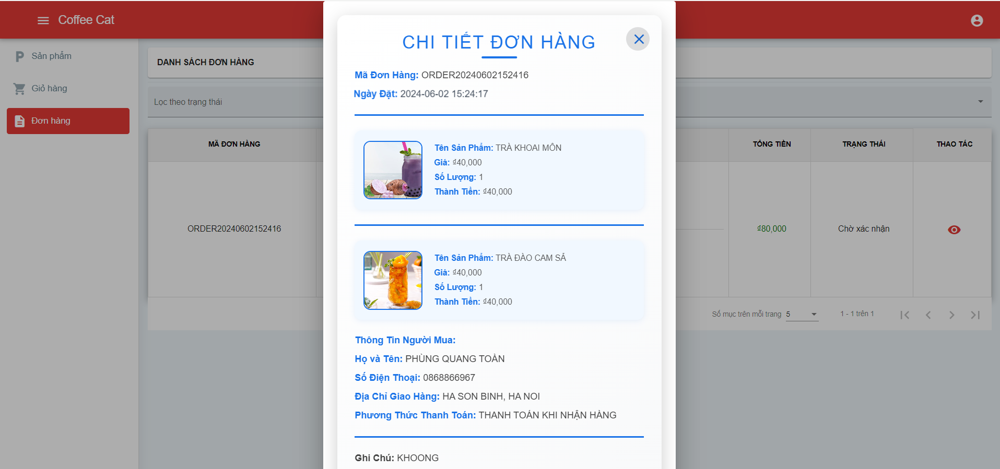 Coffee Cat
Sản phẩm
Giỏ hàng
Đơn hàng
DANH SÁCH ĐƠN HÀNG
Lọc theo trạng thái
MÃ ĐƠN HÀNG
TỔNG TIỀN
TRẠNG THÁI
THAO TÁC
ORDER20240602152416
₫80,000
Chờ xác nhận
Số mục trên mỗi trang 5
1 - 1 trên 1
CHI TIẾT ĐƠN HÀNG
Mã Đơn Hàng: ORDER20240602152416
Ngày Đặt: 2024-06-02 15:24:17
Tên Sản Phẩm: TRÀ KHOAI MÔN
Giá: ₫40,000
Số Lượng: 1
Thành Tiền: ₫40,000
Tên Sản Phẩm: TRÀ ĐÀO CAM SẢ
Giá: ₫40,000
Số Lượng: 1
Thành Tiền: ₫40,000
Thông Tin Người Mua:
Họ và Tên: PHÙNG QUANG TOÀN
Số Điện Thoại: 0868866967
Địa Chỉ Giao Hàng: HA SON BINH, HA NOI
Phương Thức Thanh Toán: THANH TOÁN KHI NHẬN HÀNG
Ghi Chú: KHOONG